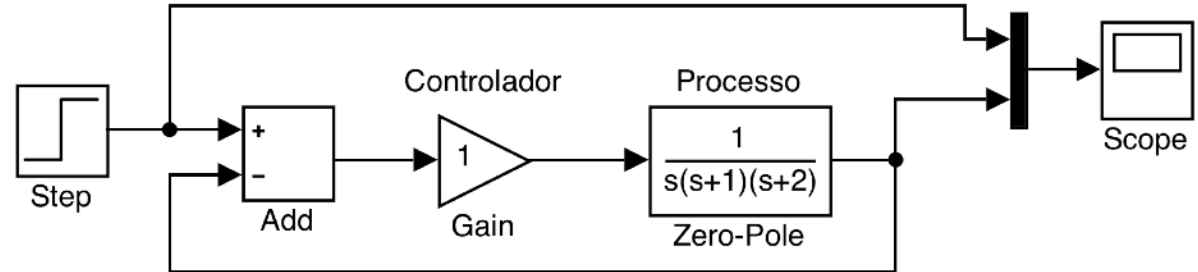 Step
+
−
Add
Controlador
1
Gain
Processo
1
s(s+1)(s+2)
Zero-Pole
Scope